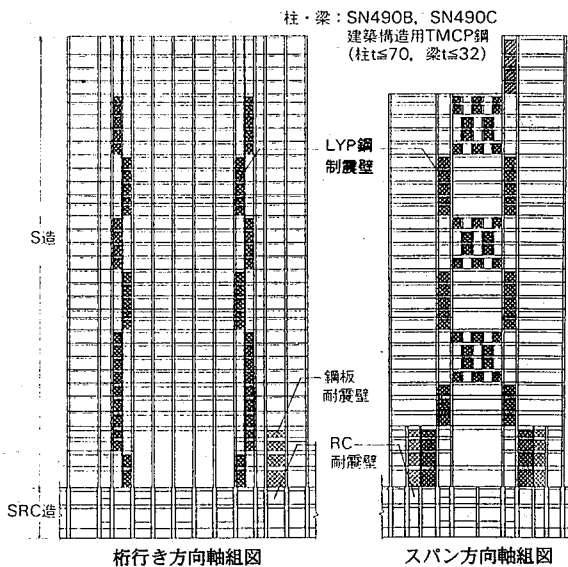 柱・梁：SN490B，SN490C
建築構造用TMCP鋼
(柱t≦70，梁t≦32)
LYP鋼
制震壁
S造
鋼板
耐震壁
RC
耐震壁
SRC造
桁行き方向軸組図
スパン方向軸組図